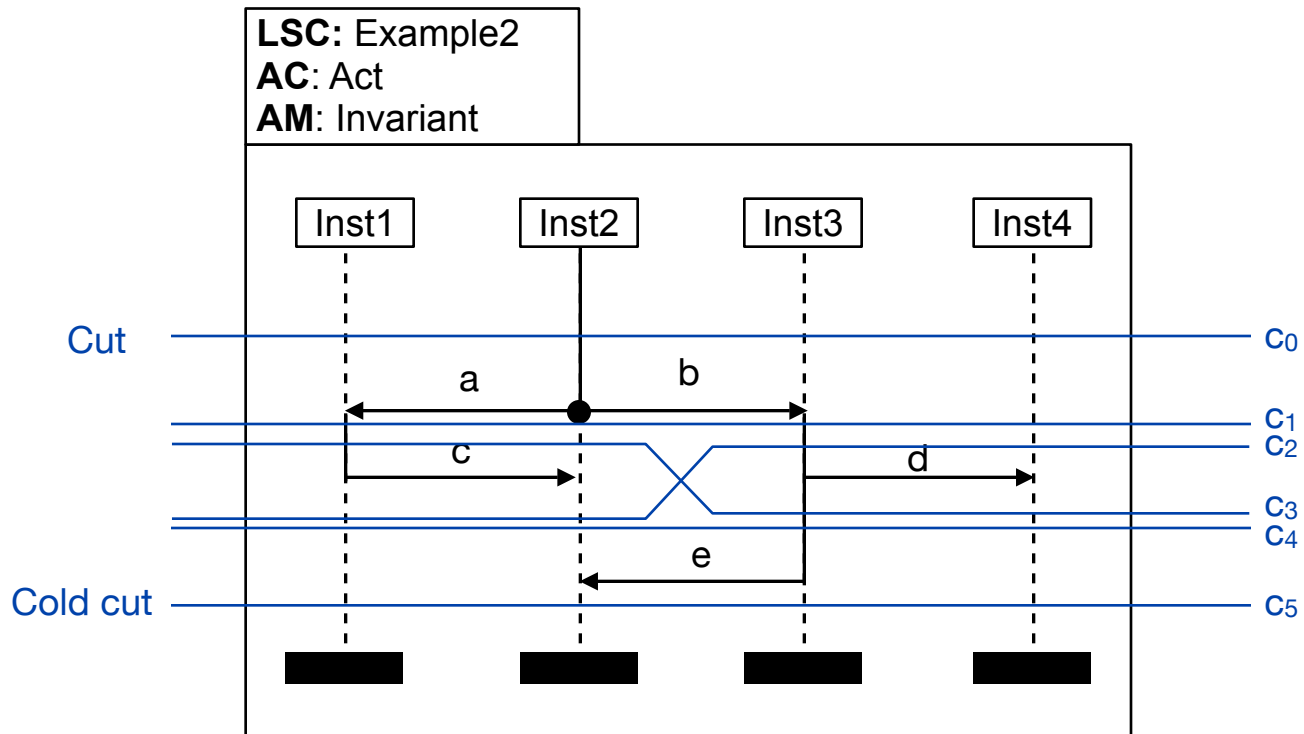 LSC: Example2
AC: Act
AM: Invariant
Inst1 Inst2 Inst3 Inst4
Cut c0
a b
c1
c2
c d
c3
c4
e
Cold cut c5